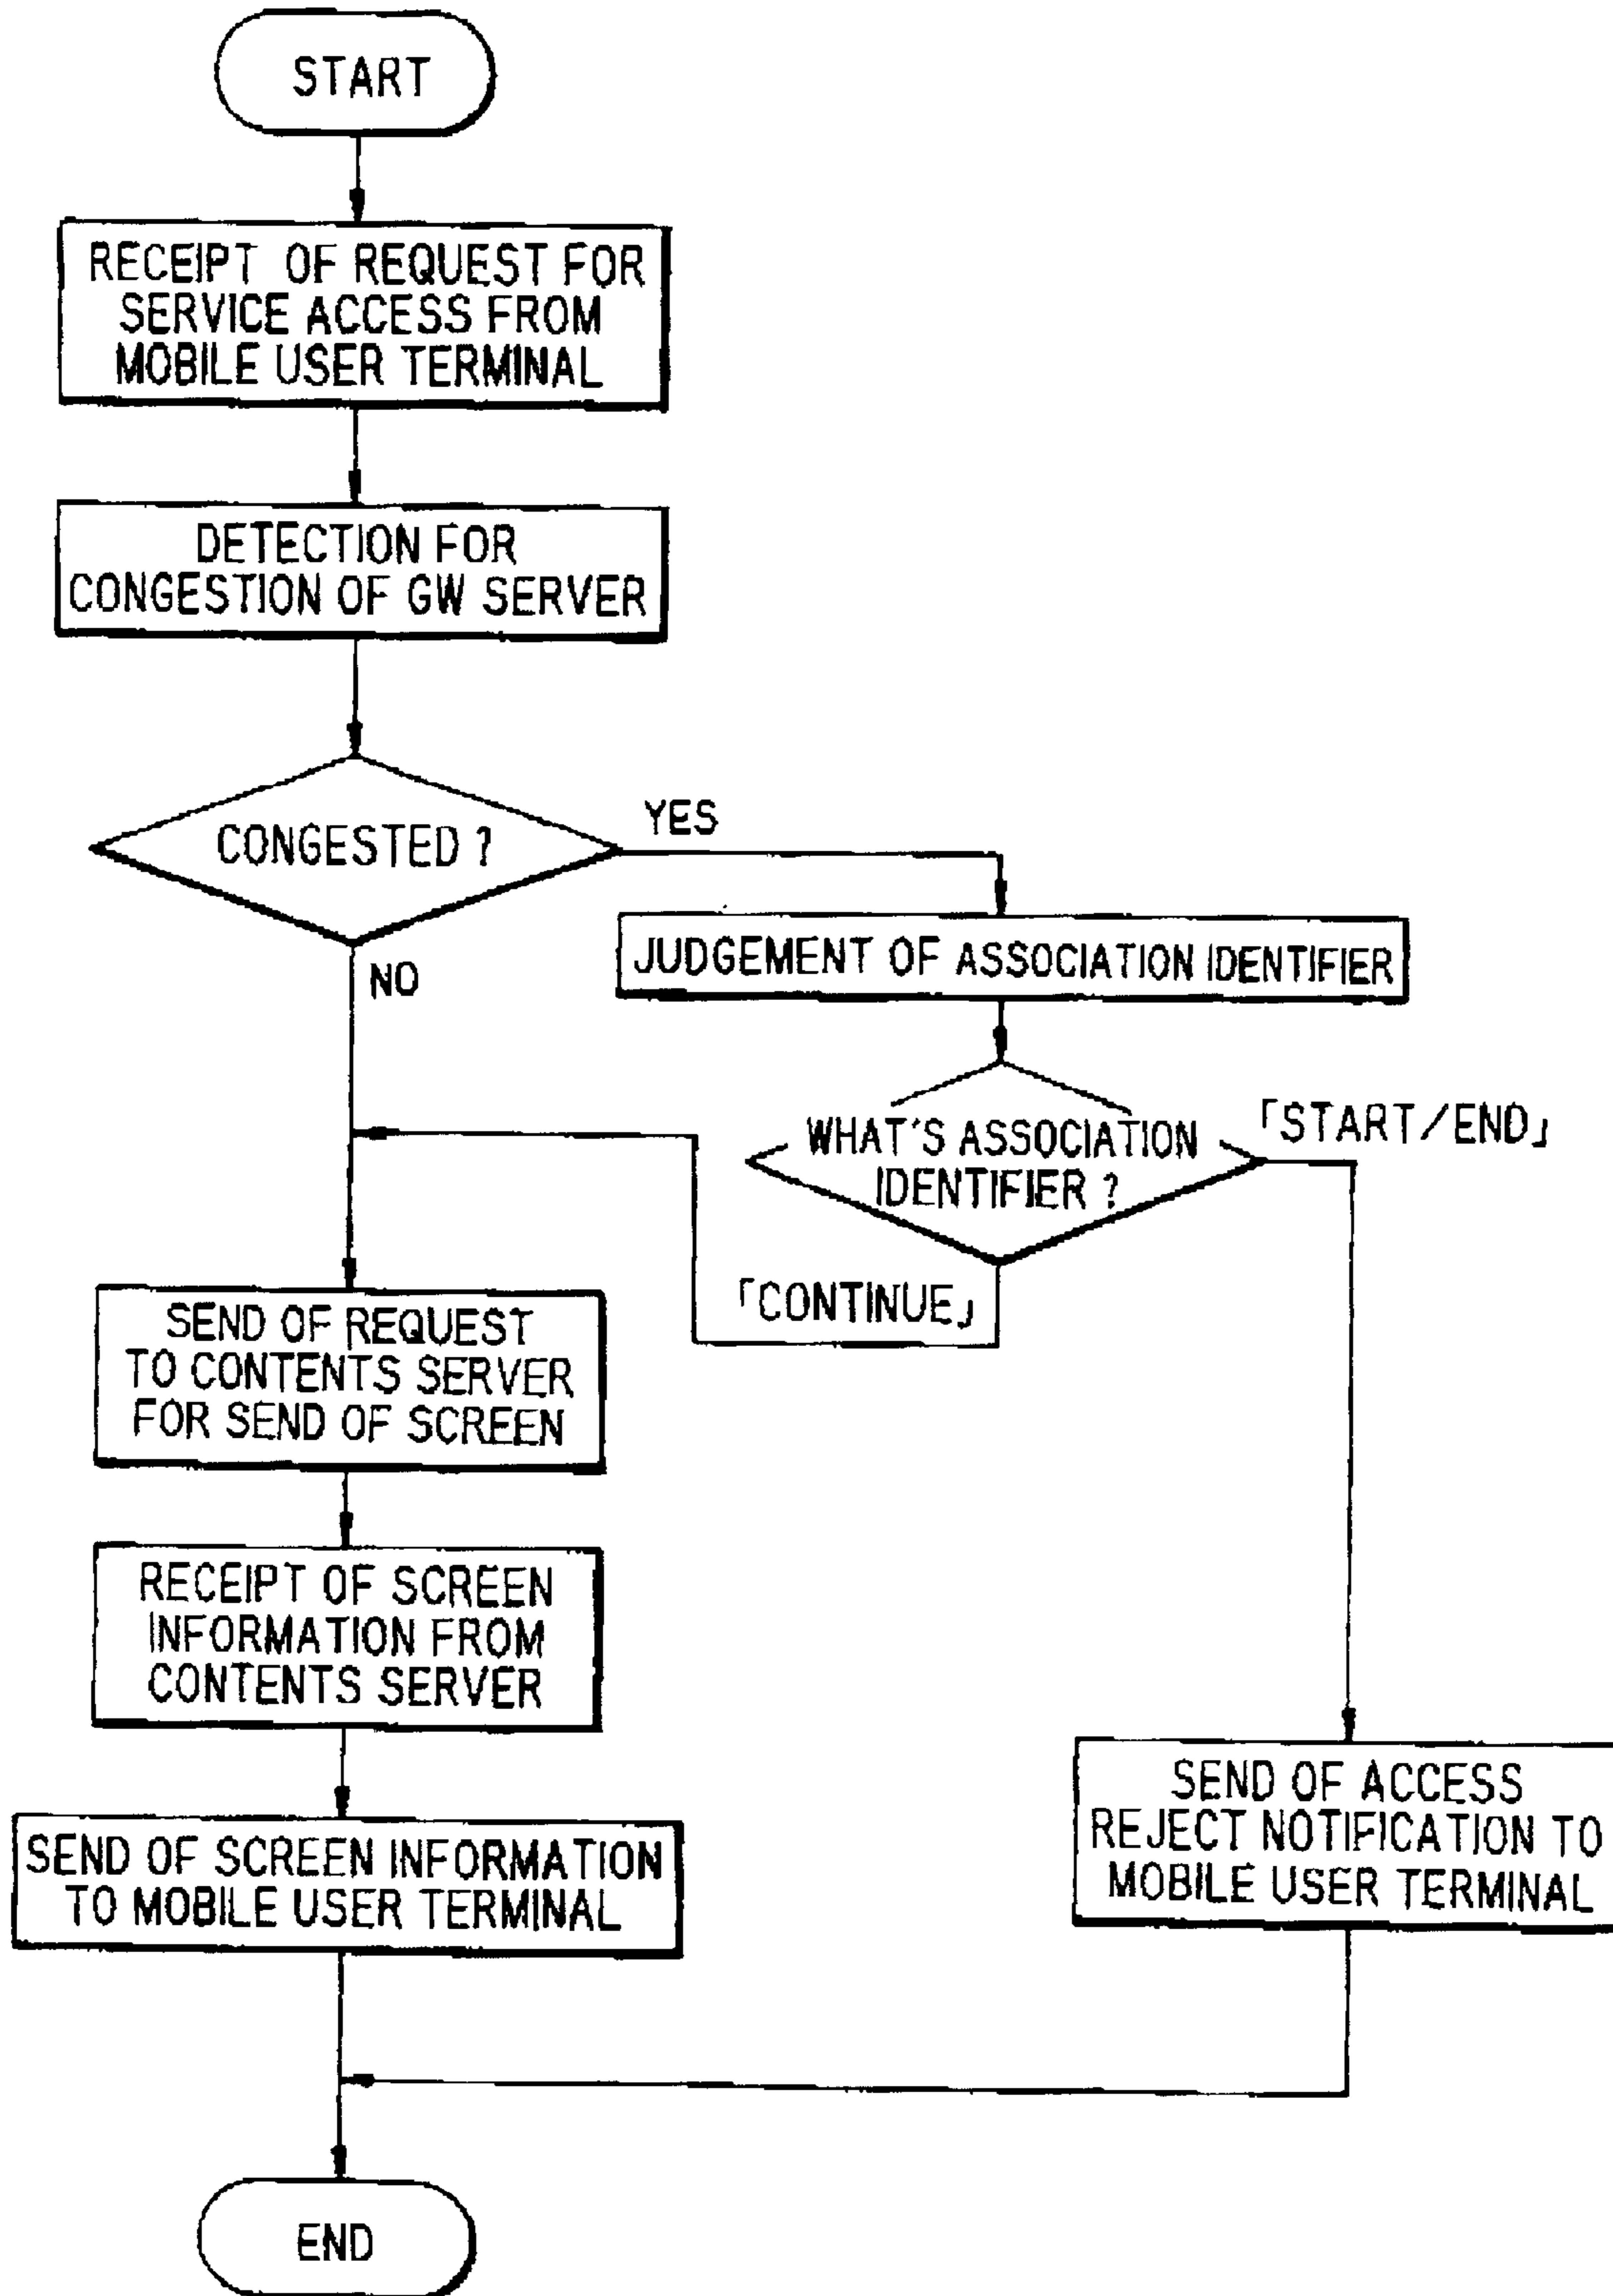 START
RECEIPT OF REQUEST FOR
SERVICE ACCESS FROM
MOBILE USER TERMINAL
DETECTION FOR
CONGESTION OF GW SERVER
CONGESTED ?
YES
NO
JUDGEMENT OF ASSOCIATION IDENTIFIER
WHAT'S ASSOCIATION
IDENTIFIER ?
「START/END」
「CONTINUE」
SEND OF REQUEST
TO CONTENTS SERVER
FOR SEND OF SCREEN
RECEIPT OF SCREEN
INFORMATION FROM
CONTENTS SERVER
SEND OF SCREEN INFORMATION
TO MOBILE USER TERMINAL
SEND OF ACCESS
REJECT NOTIFICATION TO
MOBILE USER TERMINAL
END